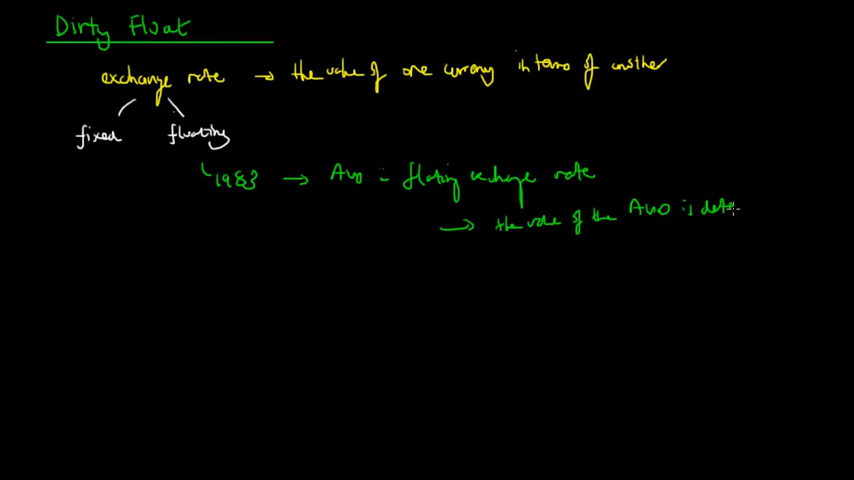 Dirty Float
exchange rate → the value of one currency in terms of another
fixed floating
↳ 1983 → AUD - floating exchange rate
→ the value of the AUD is dete